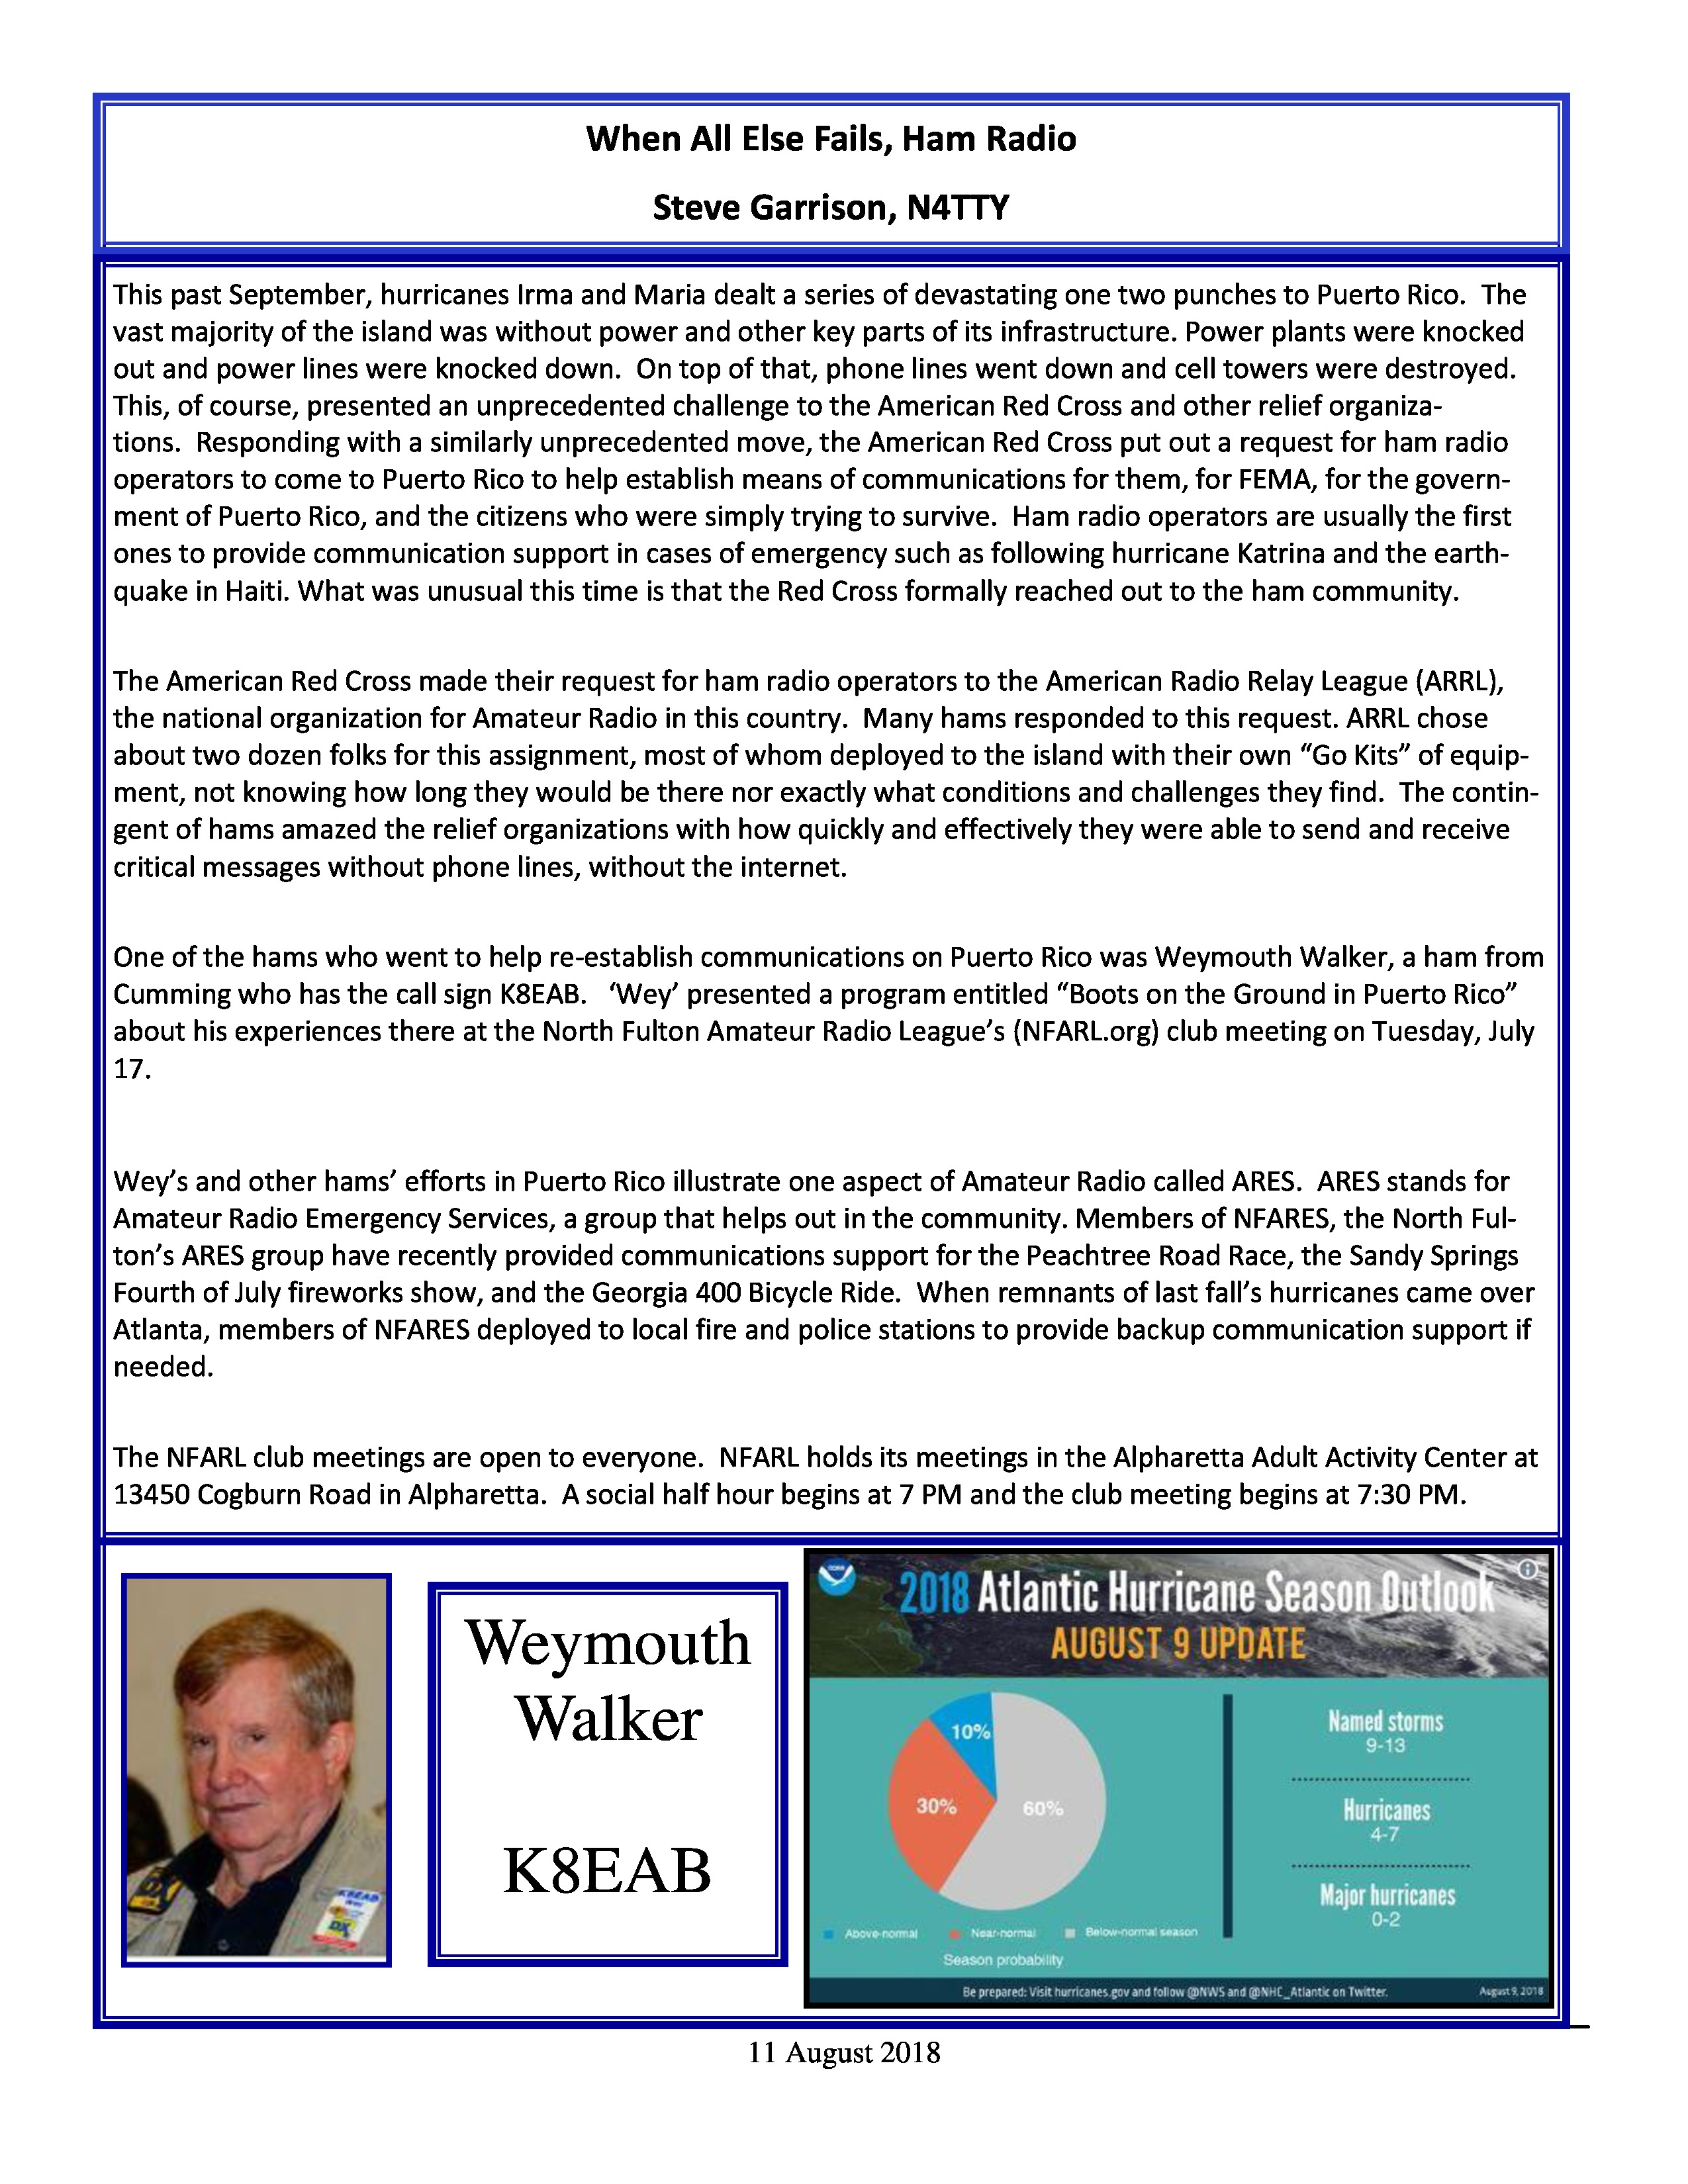 When All Else Fails, Ham Radio
Steve Garrison, N4TTY
This past September, hurricanes Irma and Maria dealt a series of devastating one two punches to Puerto Rico.  The
vast majority of the island was without power and other key parts of its infrastructure. Power plants were knocked
out and power lines were knocked down.  On top of that, phone lines went down and cell towers were destroyed.
This, of course, presented an unprecedented challenge to the American Red Cross and other relief organiza-
tions.  Responding with a similarly unprecedented move, the American Red Cross put out a request for ham radio
operators to come to Puerto Rico to help establish means of communications for them, for FEMA, for the govern-
ment of Puerto Rico, and the citizens who were simply trying to survive.  Ham radio operators are usually the first
ones to provide communication support in cases of emergency such as following hurricane Katrina and the earth-
quake in Haiti. What was unusual this time is that the Red Cross formally reached out to the ham community.
The American Red Cross made their request for ham radio operators to the American Radio Relay League (ARRL),
the national organization for Amateur Radio in this country.  Many hams responded to this request. ARRL chose
about two dozen folks for this assignment, most of whom deployed to the island with their own “Go Kits” of equip-
ment, not knowing how long they would be there nor exactly what conditions and challenges they find.  The contin-
gent of hams amazed the relief organizations with how quickly and effectively they were able to send and receive
critical messages without phone lines, without the internet.
One of the hams who went to help re-establish communications on Puerto Rico was Weymouth Walker, a ham from
Cumming who has the call sign K8EAB.   ‘Wey’ presented a program entitled “Boots on the Ground in Puerto Rico”
about his experiences there at the North Fulton Amateur Radio League’s (NFARL.org) club meeting on Tuesday, July
17.
Wey’s and other hams’ efforts in Puerto Rico illustrate one aspect of Amateur Radio called ARES.  ARES stands for
Amateur Radio Emergency Services, a group that helps out in the community. Members of NFARES, the North Ful-
ton’s ARES group have recently provided communications support for the Peachtree Road Race, the Sandy Springs
Fourth of July fireworks show, and the Georgia 400 Bicycle Ride.  When remnants of last fall’s hurricanes came over
Atlanta, members of NFARES deployed to local fire and police stations to provide backup communication support if
needed.
The NFARL club meetings are open to everyone.  NFARL holds its meetings in the Alpharetta Adult Activity Center at
13450 Cogburn Road in Alpharetta.  A social half hour begins at 7 PM and the club meeting begins at 7:30 PM.
K8EAB
DX
Weymouth
Walker
K8EAB
2018 Atlantic Hurricane Season Outlook
AUGUST 9 UPDATE
10%
30%
60%
Above-normal
Near-normal
Below-normal season
Season probability
Named storms
9-13
Hurricanes
4-7
Major hurricanes
0-2
Be prepared: Visit hurricanes.gov and follow @NWS and @NHC_Atlantic on Twitter.
August 9, 2018
11 August 2018